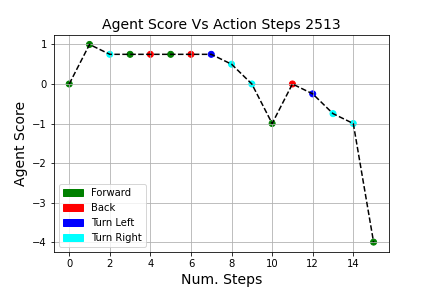 Agent Score Vs Action Steps 2513
1
0
−1
−2
−3
−4
Agent Score
Forward
Back
Turn Left
Turn Right
0 2 4 6 8 10 12 14
Num. Steps